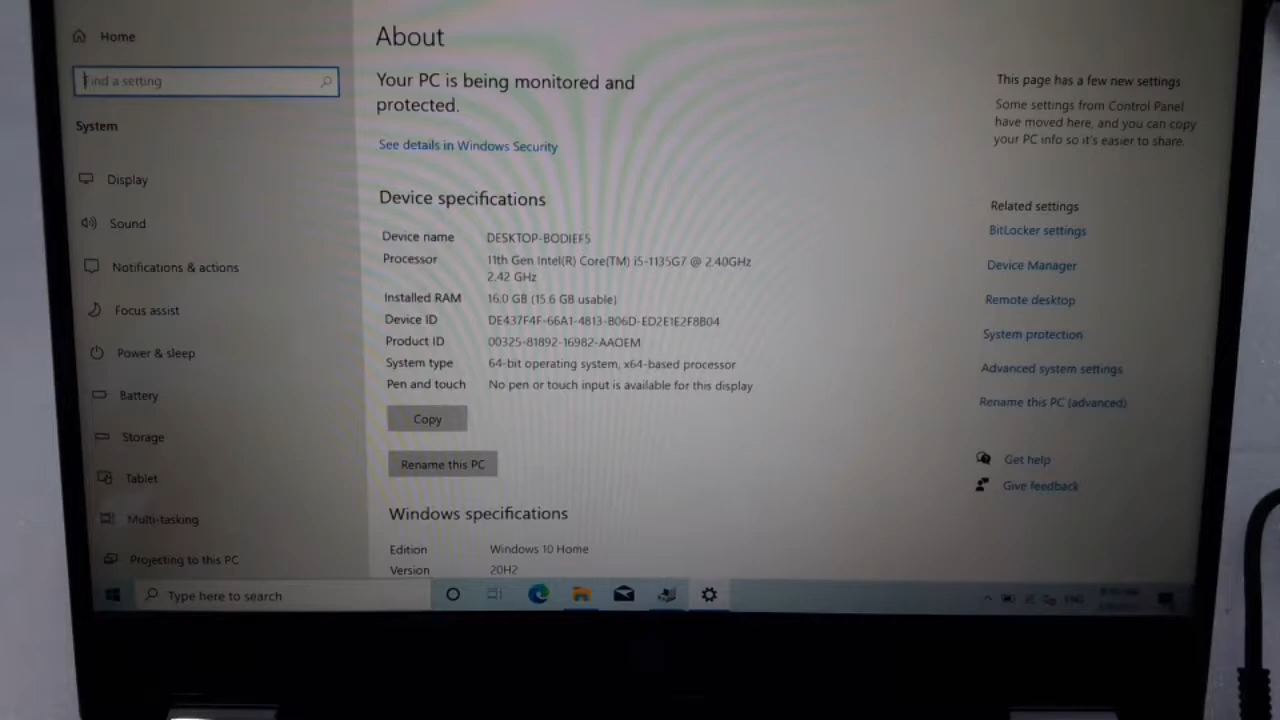 Home
Find a setting
System
Display
Sound
Notifications & actions
Focus assist
Power & sleep
Battery
Storage
Tablet
Multi-tasking
Projecting to this PC
About
Your PC is being monitored and
protected.
See details in Windows Security
Device specifications
Device name DESKTOP-BODIEF5
Processor 11th Gen Intel(R) Core(TM) i5-1135G7 @ 2.40GHz
2.42 GHz
Installed RAM 16.0 GB (15.6 GB usable)
Device ID DE437F4F-66A1-4813-B06D-ED2E1E2F8B04
Product ID 00325-81892-16982-AAOEM
System type 64-bit operating system, x64-based processor
Pen and touch No pen or touch input is available for this display
Copy
Rename this PC
Windows specifications
Edition Windows 10 Home
Version 20H2
This page has a few new settings
Some settings from Control Panel
have moved here, and you can copy
your PC info so it's easier to share.
Related settings
BitLocker settings
Device Manager
Remote desktop
System protection
Advanced system settings
Rename this PC (advanced)
Get help
Give feedback
Type here to search
ENG